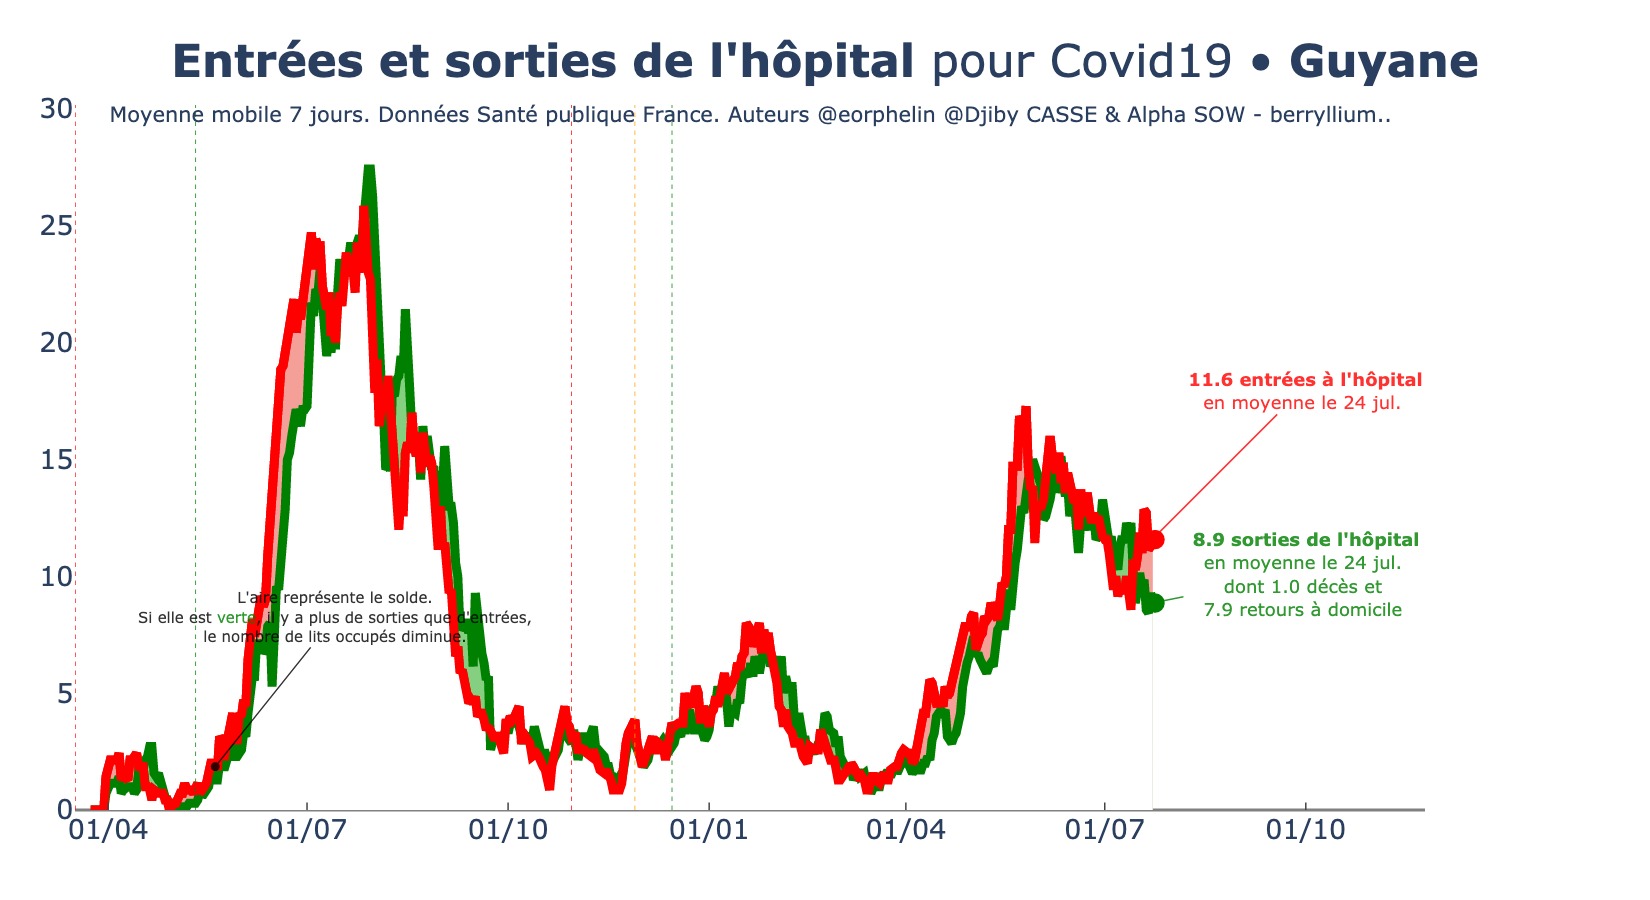 Entrées et sorties de l'hôpital pour Covid19 • Guyane
Moyenne mobile 7 jours. Données Santé publique France. Auteurs @eorphelin @Djiby CASSE & Alpha SOW - berryllium..
30
25
20
15
10
5
0
11.6 entrées à l'hôpital
en moyenne le 24 jul.
8.9 sorties de l'hôpital
en moyenne le 24 jul.
dont 1.0 décès et
7.9 retours à domicile
L'aire représente le solde.
Si elle est verte, il y a plus de sorties que d'entrées,
le nombre de lits occupés diminue.
01/04 01/07 01/10 01/01 01/04 01/07 01/10